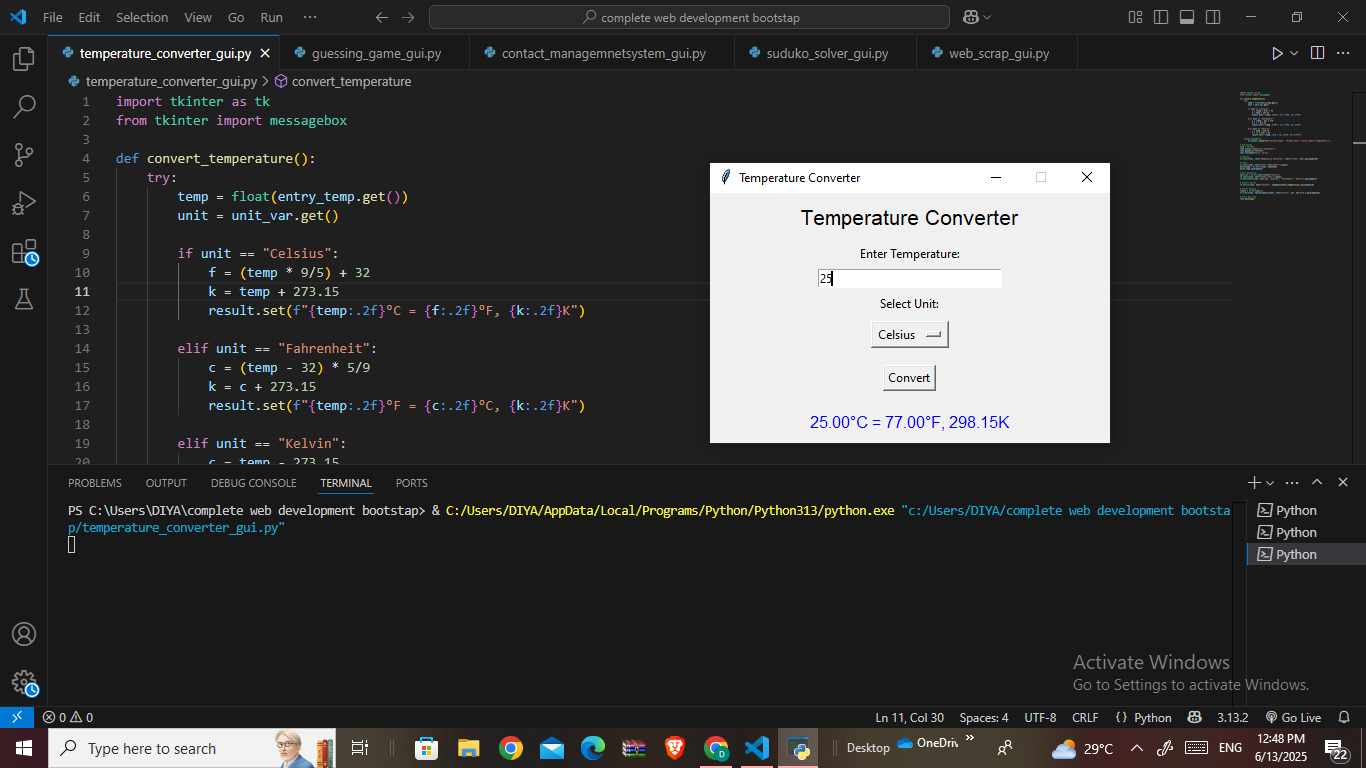 File Edit Selection View Go Run ···
complete web development bootstap
temperature_converter_gui.py
guessing_game_gui.py
contact_managemnetsystem_gui.py
suduko_solver_gui.py
web_scrap_gui.py
temperature_converter_gui.py > convert_temperature
1 import tkinter as tk
2 from tkinter import messagebox
3
4 def convert_temperature():
5 try:
6 temp = float(entry_temp.get())
7 unit = unit_var.get()
8
9 if unit == "Celsius":
10 f = (temp * 9/5) + 32
11 k = temp + 273.15
12 result.set(f"{temp:.2f}°C = {f:.2f}°F, {k:.2f}K")
13
14 elif unit == "Fahrenheit":
15 c = (temp - 32) * 5/9
16 k = c + 273.15
17 result.set(f"{temp:.2f}°F = {c:.2f}°C, {k:.2f}K")
18
19 elif unit == "Kelvin":
20 c = temp - 273.15
Temperature Converter
Temperature Converter
Enter Temperature:
25
Select Unit:
Celsius
Convert
25.00°C = 77.00°F, 298.15K
PROBLEMS OUTPUT DEBUG CONSOLE TERMINAL PORTS
PS C:\Users\DIYA\complete web development bootstap> & C:/Users/DIYA/AppData/Local/Programs/Python/Python313/python.exe "c:/Users/DIYA/complete web development bootsta
p/temperature_converter_gui.py"
Python
Python
Python
Activate Windows
Go to Settings to activate Windows.
0 0
Ln 11, Col 30 Spaces: 4 UTF-8 CRLF {} Python 3.13.2 Go Live
Type here to search
Desktop
OneDriv
»
29°C
ENG
12:48 PM
6/13/2025
22